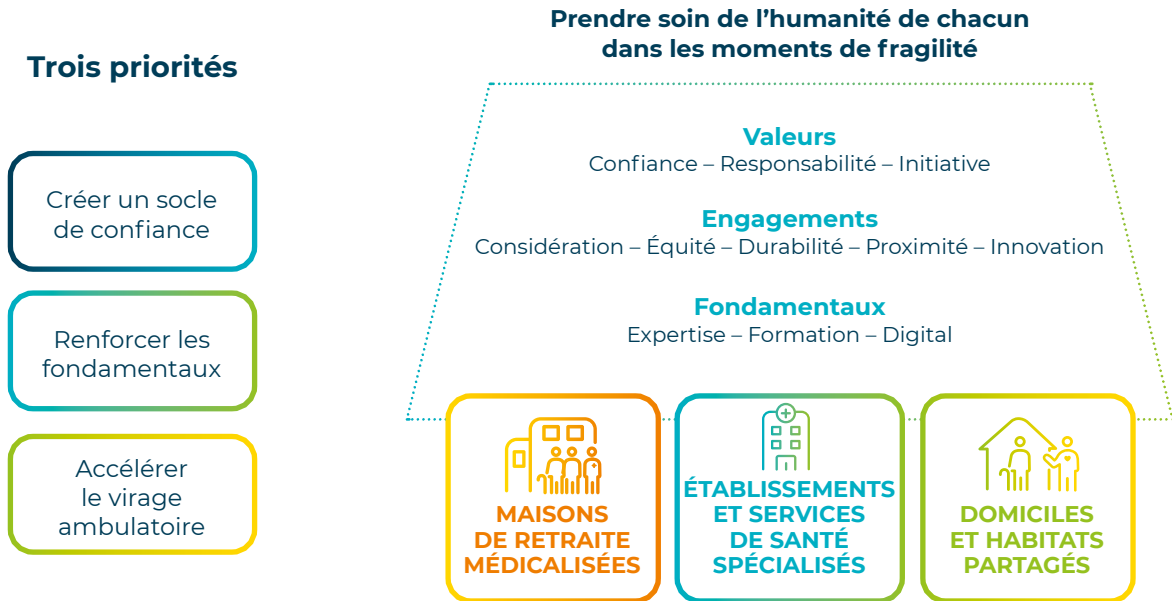 Trois priorités
Créer un socle
de confiance
Renforcer les
fondamentaux
Accélérer
le virage
ambulatoire
Prendre soin de l’humanité de chacun
dans les moments de fragilité
Valeurs
Confiance – Responsabilité – Initiative
Engagements
Considération – Équité – Durabilité – Proximité – Innovation
Fondamentaux
Expertise – Formation – Digital
MAISONS
DE RETRAITE
MÉDICALISÉES
ÉTABLISSEMENTS
ET SERVICES
DE SANTÉ
SPÉCIALISÉS
DOMICILES
ET HABITATS
PARTAGÉS